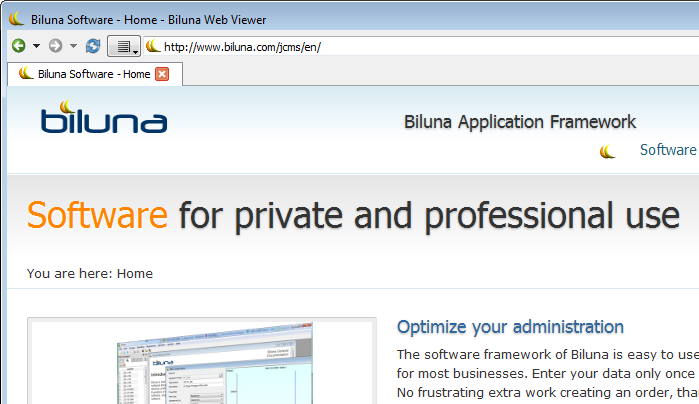 Biluna Software - Home - Biluna Web Viewer
http://www.biluna.com/jcms/en/
Biluna Software - Home
biluna
Biluna Application Framework
Software
Software for private and professional use
You are here: Home
Optimize your administration
The software framework of Biluna is easy to use
for most businesses. Enter your data only once
No frustrating extra work creating an order, tha
biluna